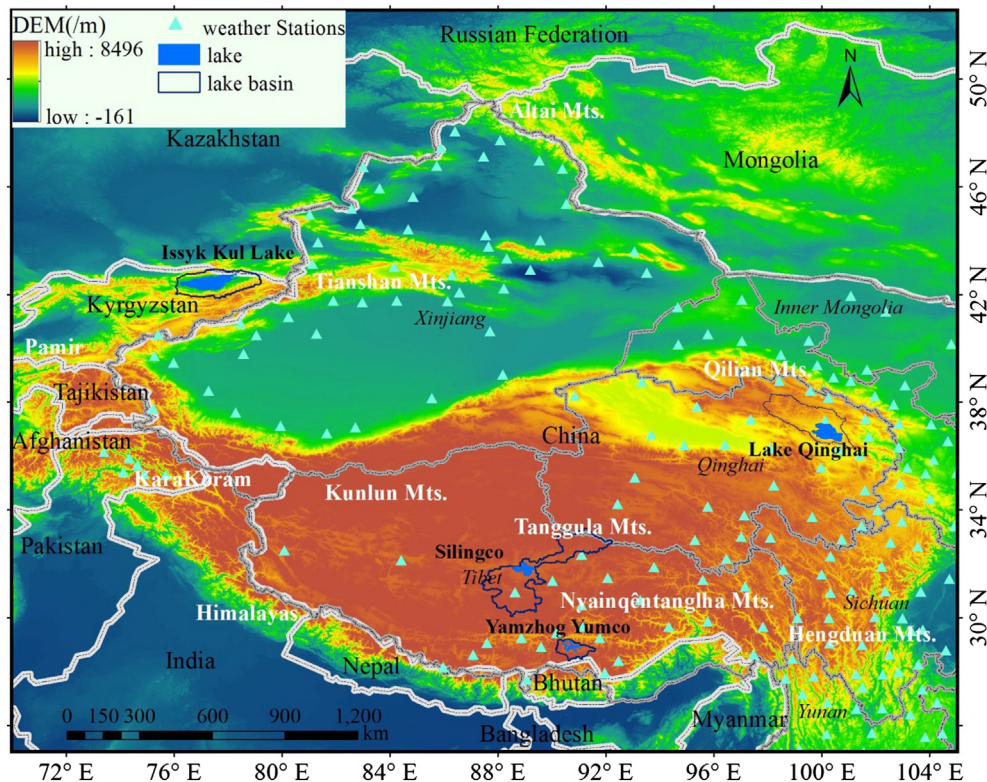 DEM(/m)
high : 8496
low : -161
weather Stations
lake
lake basin
Russian Federation
N
50° E
Kazakhstan
Altai Mts.
Mongolia
46° E
Issyk Kul Lake
Tianshan Mts.
42° E
Kyrgyzstan
Xinjiang
Inner Mongolia
Pamir
Qilian Mts.
Tajikistan
38° E
Afghanistan
China
Lake Qinghai
Qinghai
KaraKoram
Kunlun Mts.
34° E
Tanggula Mts.
Pakistan
Silingco
Tibet
Nyainqêntanglha Mts.
Sichuan
Himalayas
Yamzhog Yumco
Hengduan Mts.
30° E
India
Nepal
Bhutan
Yunan
Myanmar
Bangladesh
0 150 300 600 900 1,200
km
72° E 76° E 80° E 84° E 88° E 92° E 96° E 100° E 104° E